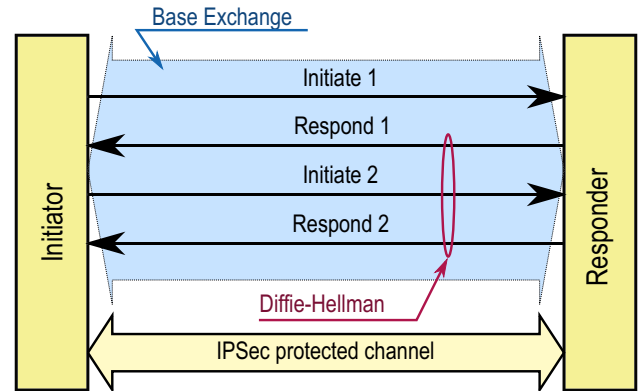 Base Exchange
Initiate 1
Respond 1
Initiate 2
Respond 2
Initiator
Responder
Diffie-Hellman
IPSec protected channel